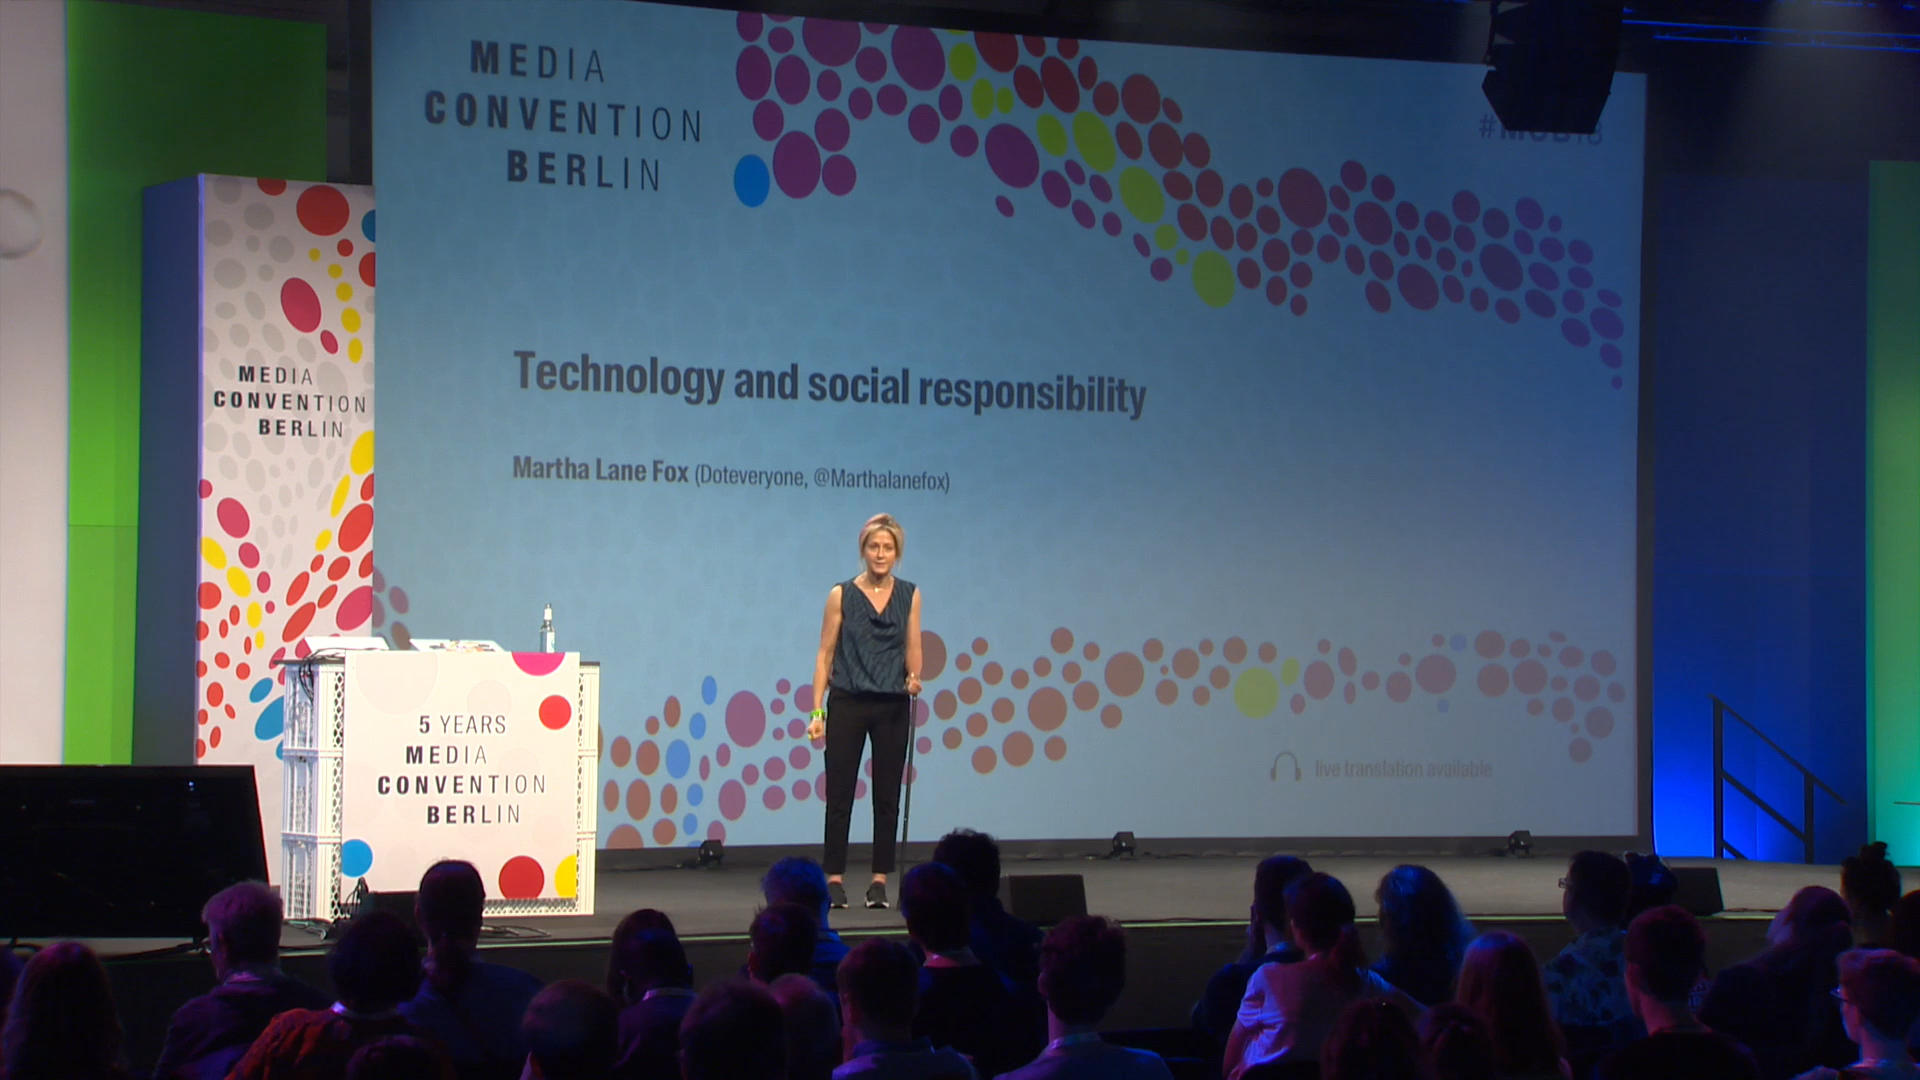 MEDIA
CONVENTION
BERLIN
Technology and social responsibility
Martha Lane Fox (Doteveryone, @Marthalanefox)
live translation available
MEDIA
CONVENTION
BERLIN
5 YEARS
MEDIA
CONVENTION
BERLIN